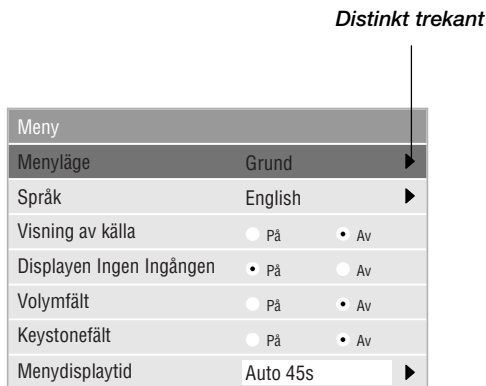 Distinkt trekant
Meny
Menyläge Grund
Språk English
Visning av källa På Av
Displayen Ingen Ingången På Av
Volymfält På Av
Keystonefält På Av
Menydisplaytid Auto 45s